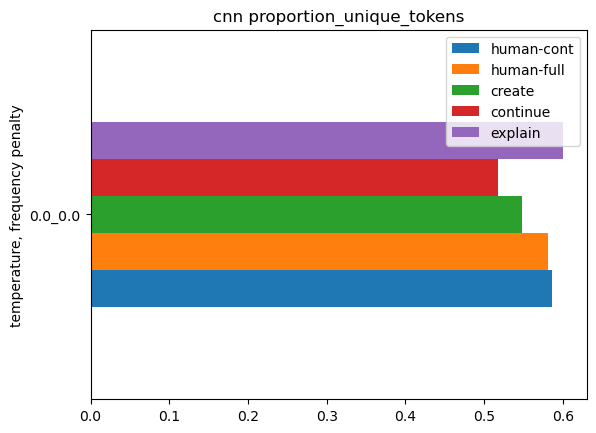 cnn proportion_unique_tokens
human-cont
human-full
create
continue
explain
temperature, frequency penalty
0.0_0.0
0.0 0.1 0.2 0.3 0.4 0.5 0.6